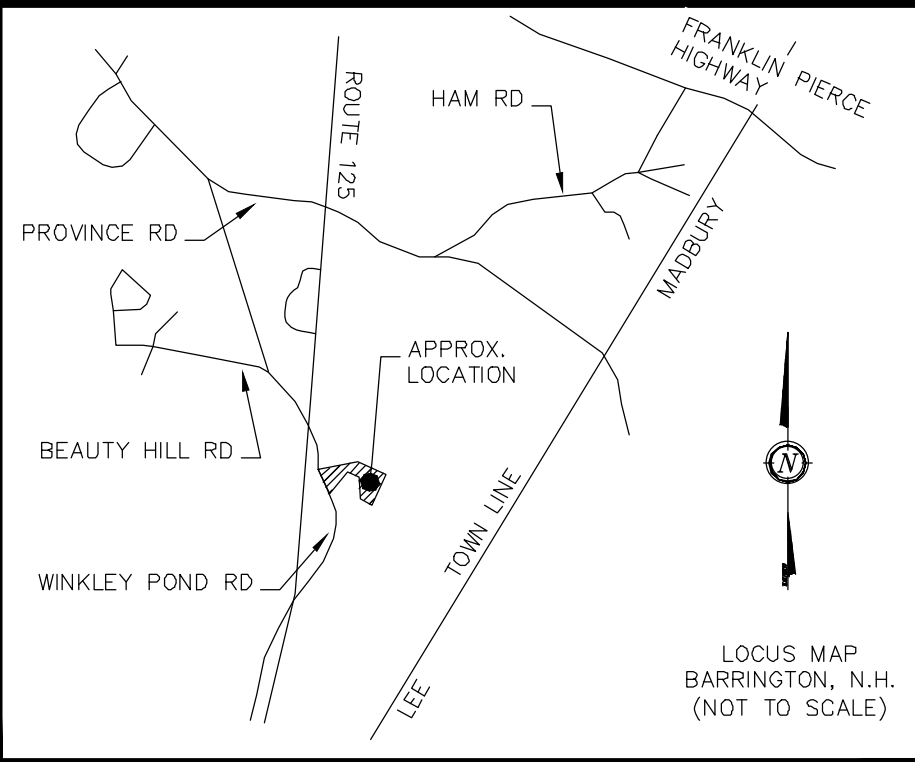 FRANKLIN PIERCE
HIGHWAY
ROUTE 125
HAM RD
PROVINCE RD
MADBURY
APPROX.
LOCATION
BEAUTY HILL RD
N
TOWN LINE
WINKLEY POND RD
LEE
LOCUS MAP
BARRINGTON, N.H.
(NOT TO SCALE)